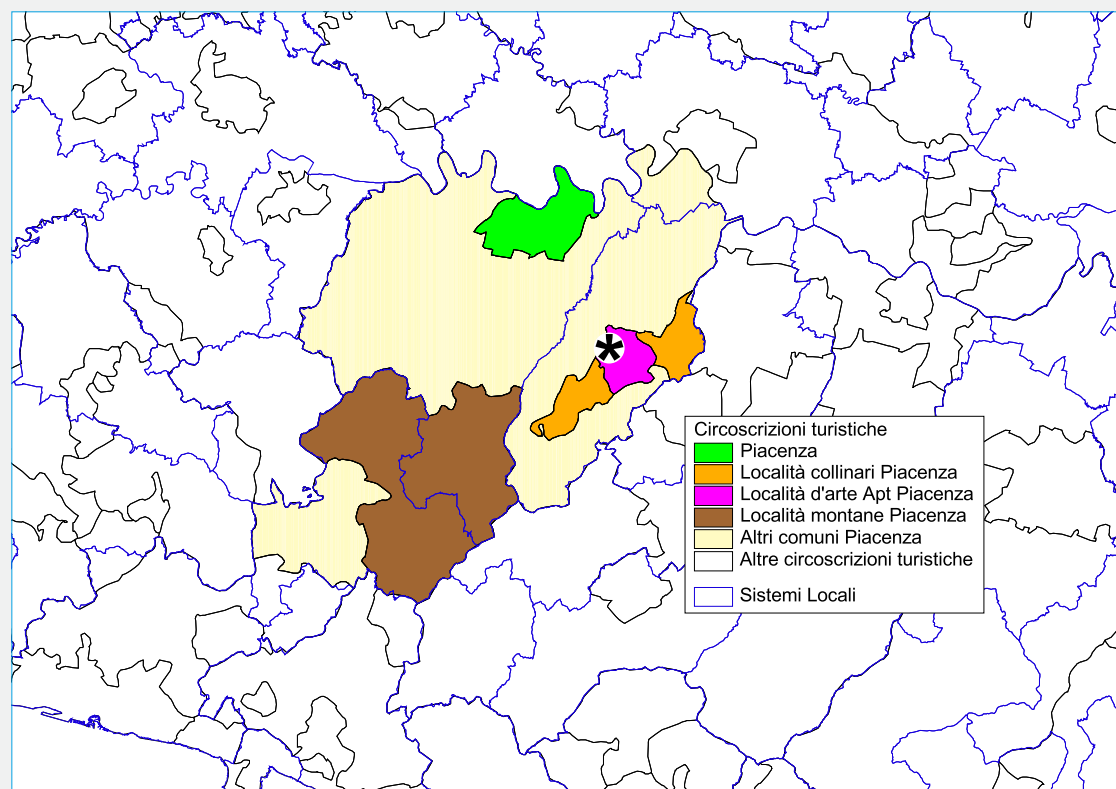 Circoscrizioni turistiche
Piacenza
Località collinari Piacenza
Località d'arte Apt Piacenza
Località montane Piacenza
Altri comuni Piacenza
Altre circoscrizioni turistiche
Sistemi Locali